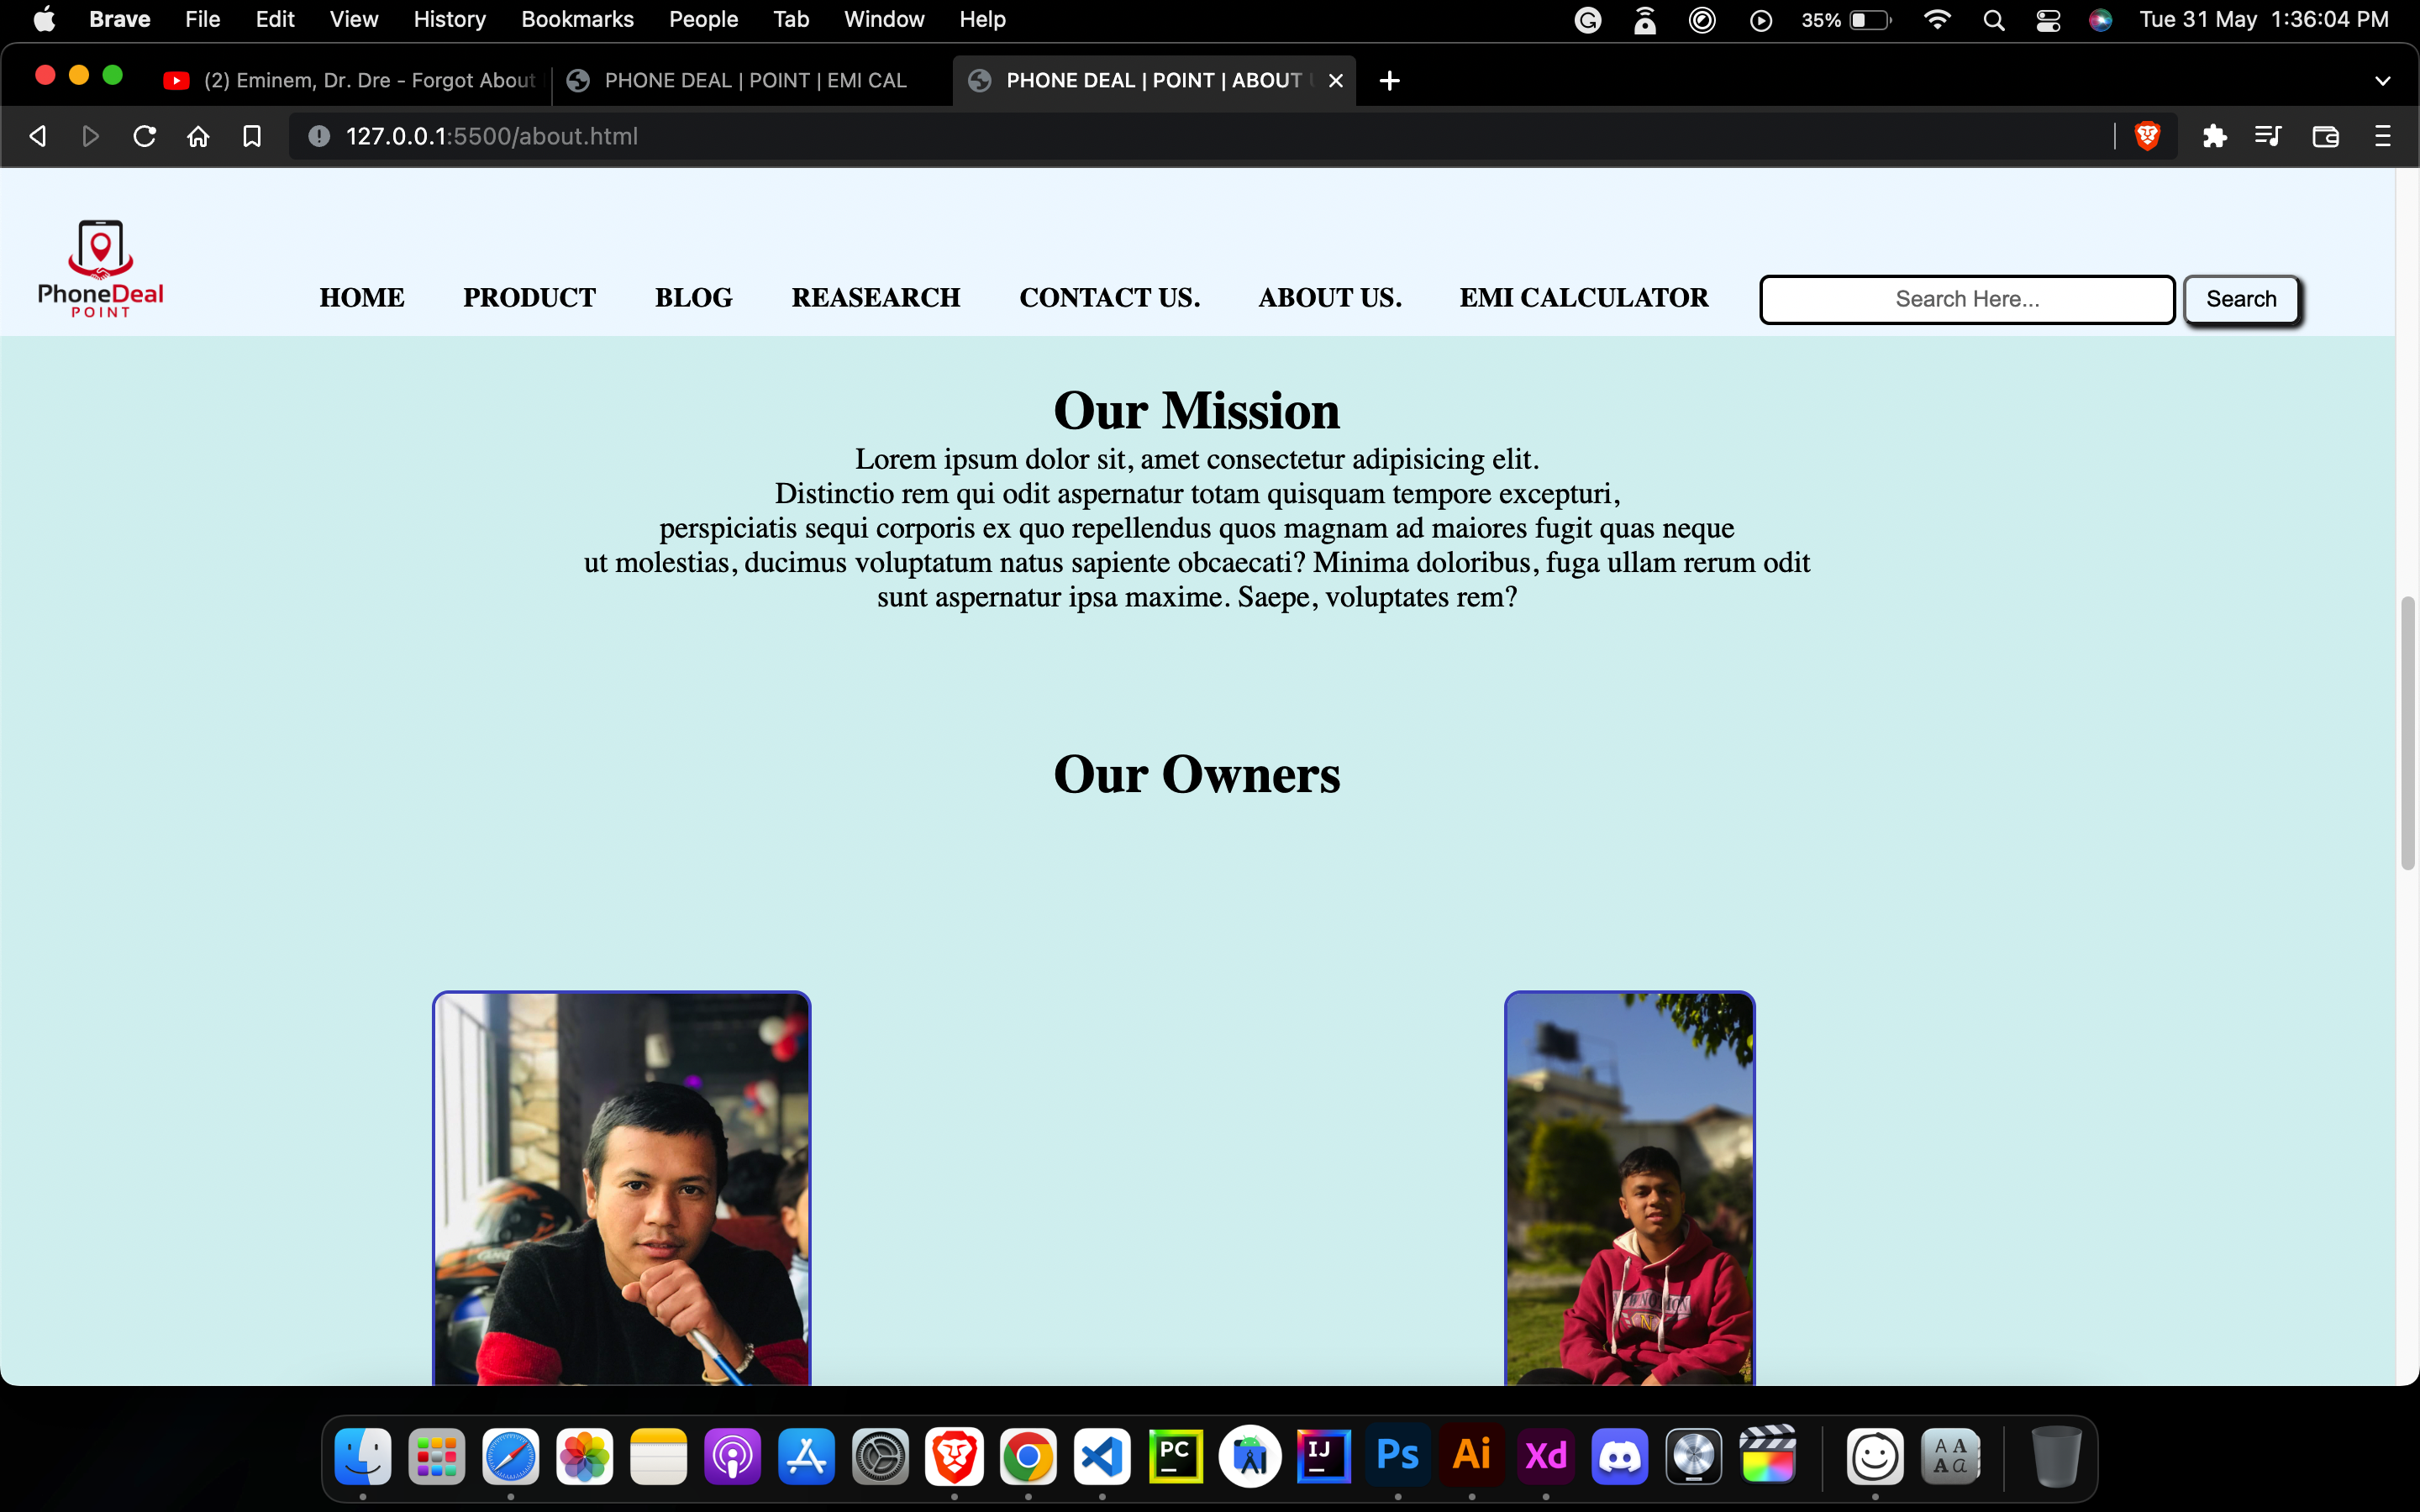 Brave File Edit View History Bookmarks People Tab Window Help 35% Tue 31 May 1:36:04 PM
(2) Eminem, Dr. Dre - Forgot About PHONE DEAL | POINT | EMI CAL PHONE DEAL | POINT | ABOUT
127.0.0.1:5500/about.html
PhoneDeal
POINT
HOME PRODUCT BLOG REASEARCH CONTACT US. ABOUT US. EMI CALCULATOR Search Here... Search
Our Mission
Lorem ipsum dolor sit, amet consectetur adipisicing elit.
Distinctio rem qui odit aspernatur totam quisquam tempore excepturi,
perspiciatis sequi corporis ex quo repellendus quos magnam ad maiores fugit quas neque
ut molestias, ducimus voluptatum natus sapiente obcaecati? Minima doloribus, fuga ullam rerum odit
sunt aspernatur ipsa maxime. Saepe, voluptates rem?
Our Owners
PC IJ Ps Ai Xd AA
Aa